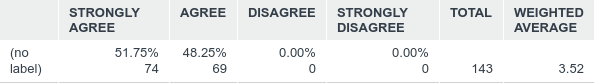 STRONGLY AGREE AGREE DISAGREE STRONGLY DISAGREE TOTAL WEIGHTED AVERAGE
(no label) 51.75% 48.25% 0.00% 0.00%
74 69 0 0 143 3.52